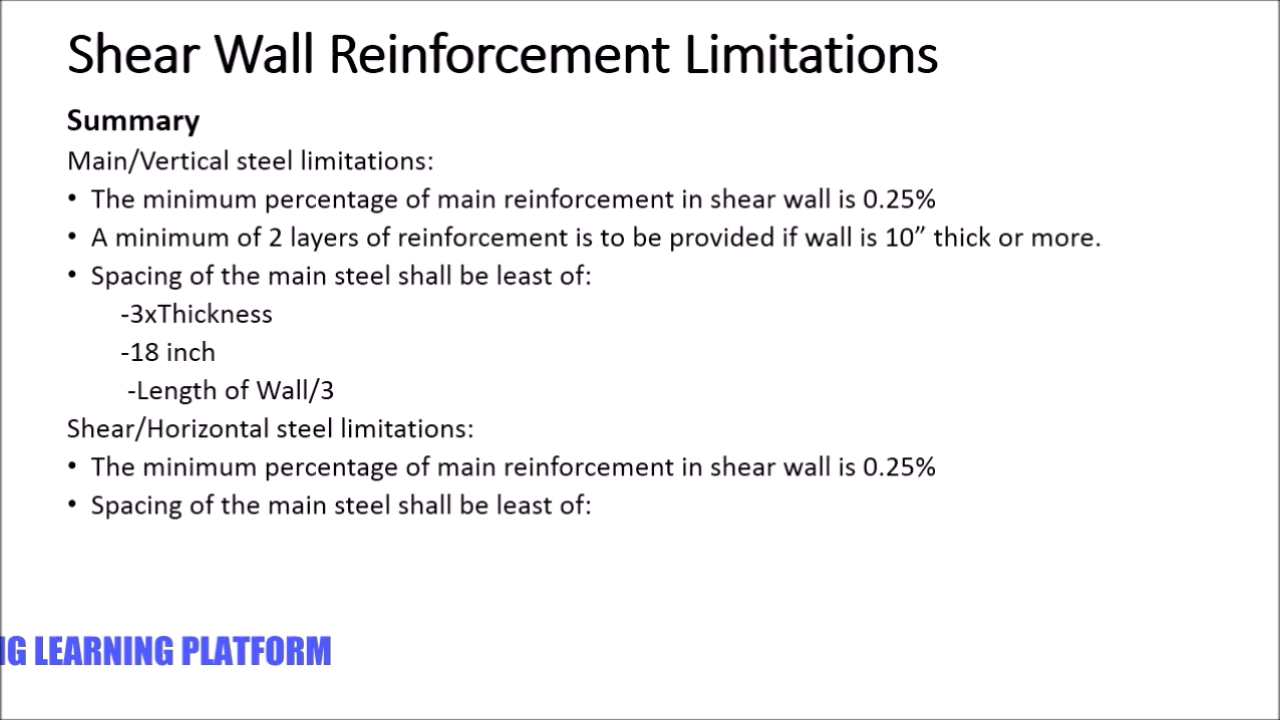 Shear Wall Reinforcement Limitations
Summary
Main/Vertical steel limitations:
• The minimum percentage of main reinforcement in shear wall is 0.25%
• A minimum of 2 layers of reinforcement is to be provided if wall is 10” thick or more.
• Spacing of the main steel shall be least of:
-3xThickness
-18 inch
-Length of Wall/3
Shear/Horizontal steel limitations:
• The minimum percentage of main reinforcement in shear wall is 0.25%
• Spacing of the main steel shall be least of:
NG LEARNING PLATFORM